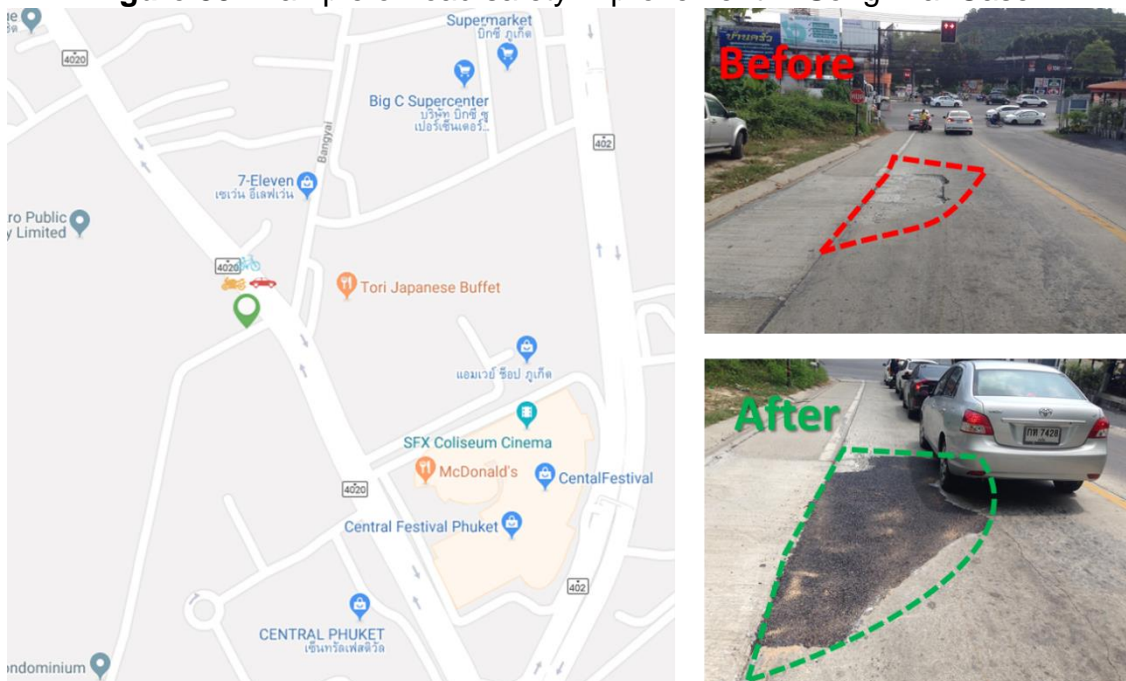 4020
Supermarket
บิ๊กซี ภูเก็ต
Big C Supercenter
บริษัท บิ๊กซี ซู
เปอร์เซ็นเตอร์...
402
Bangyai
7-Eleven
เซเว่น อีเลฟเว่น
ro Public
y Limited
4020
Tori Japanese Buffet
แอมเวย์ ช็อป ภูเก็ต
SFX Coliseum Cinema
McDonald's
CentalFestival
4020
Central Festival Phuket
402
CENTRAL PHUKET
เซ็นทรัลเฟสติวัล
ondominium
Before
After
กห 7428